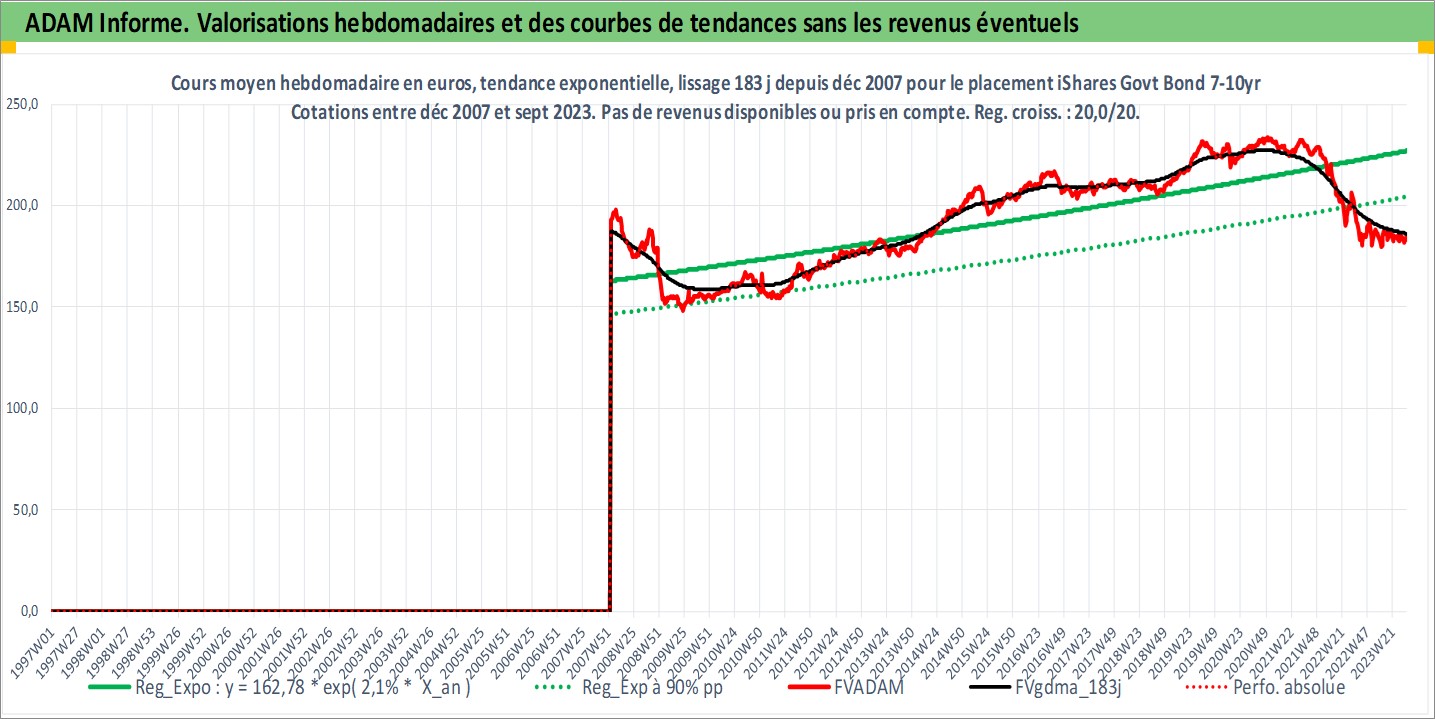 ADAM Informe. Valorisations hebdomadaires et des courbes de tendances sans les revenus éventuels
Cours moyen hebdomadaire en euros, tendance exponentielle, lissage 183 j depuis déc 2007 pour le placement iShares Govt Bond 7-10yr
Cotations entre déc 2007 et sept 2023. Pas de revenus disponibles ou pris en compte. Reg. croiss. : 20,0/20.
250,0
200,0
150,0
100,0
50,0
0,0
1997W01 1997W27 1998W01 1998W27 1998W53 1999W26 1999W52 2000W26 2000W52 2001W26 2001W52 2002W26 2002W52 2003W26 2003W52 2004W26 2004W52 2005W25 2005W51 2006W25 2006W51 2007W25 2007W51 2008W25 2008W51 2009W25 2009W51 2010W24 2010W50 2011W24 2011W50 2012W24 2012W50 2013W24 2013W50 2014W24 2014W50 2015W24 2015W50 2016W23 2016W49 2017W23 2017W49 2018W23 2018W49 2019W23 2019W49 2020W23 2020W49 2021W22 2021W48 2022W21 2022W47 2023W21
Reg_Expo : y = 162,78 * exp( 2,1% * X_an ) Reg_Exp à 90% pp FVADAM FVgdma_183j Perfo. absolue